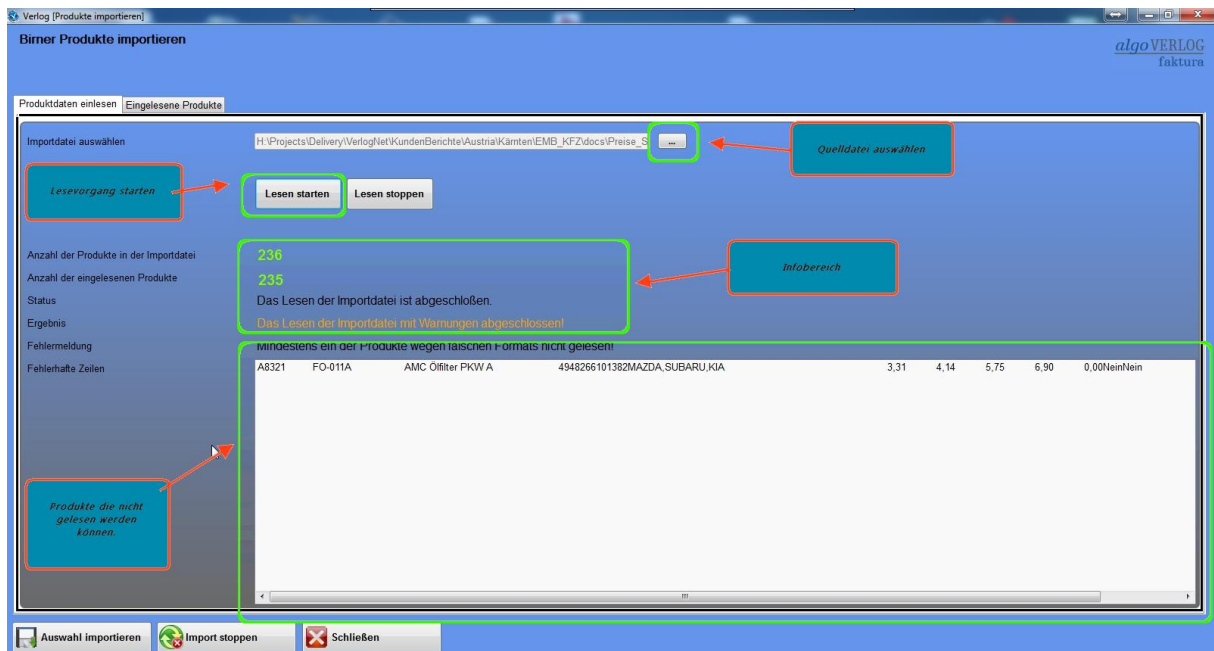 Verlog [Produkte importieren]
Birner Produkte importieren
algoVERLOG
faktura
Produktdaten einlesen Eingelesene Produkte
Importdatei auswählen H:\Projects\Delivery\VerlogNet\KundenBerichte\Austria\Kärnten\EMB_KFZ\docs\Preise_S ...
Quelldatei auswählen
Lesevorgang starten
Lesen starten Lesen stoppen
Anzahl der Produkte in der Importdatei 236
Anzahl der eingelesenen Produkte 235
Infobereich
Status Das Lesen der Importdatei ist abgeschloßen.
Ergebnis Das Lesen der Importdatei mit Warnungen abgeschlossen!
Fehlermeldung Mindestens ein der Produkte wegen falschen Formats nicht gelesen!
Fehlerhafte Zeilen A8321 FO-011A AMC Ölfilter PKW A 4948266101382MAZDA,SUBARU,KIA 3,31 4,14 5,75 6,90 0,00NeinNein
Produkte die nicht
gelesen werden
können.
Auswahl importieren Import stoppen Schließen